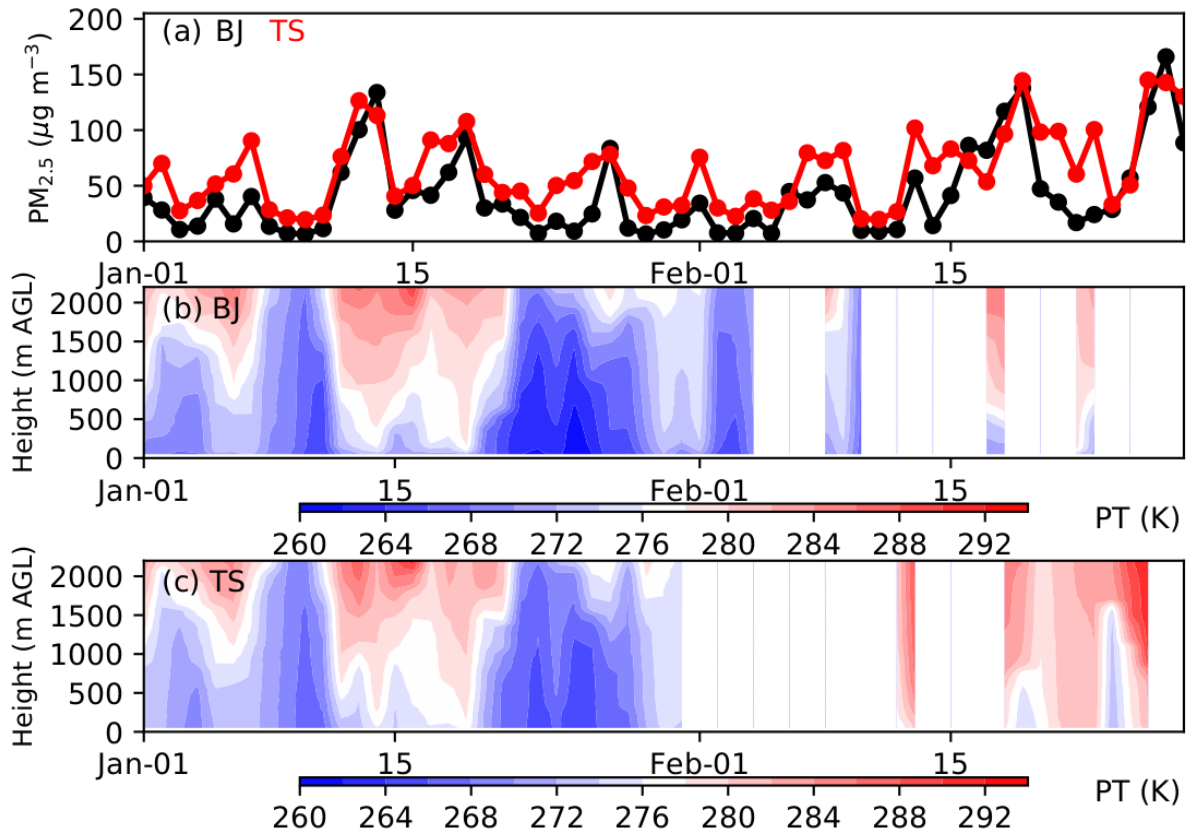 (a) BJ TS
PM2.5 (μg m−3)
200
150
100
50
0
Jan-01 15 Feb-01 15
(b) BJ
Height (m AGL)
2000
1500
1000
500
0
Jan-01 15 Feb-01 15
PT (K)
260 264 268 272 276 280 284 288 292
(c) TS
Height (m AGL)
2000
1500
1000
500
0
Jan-01 15 Feb-01 15
PT (K)
260 264 268 272 276 280 284 288 292